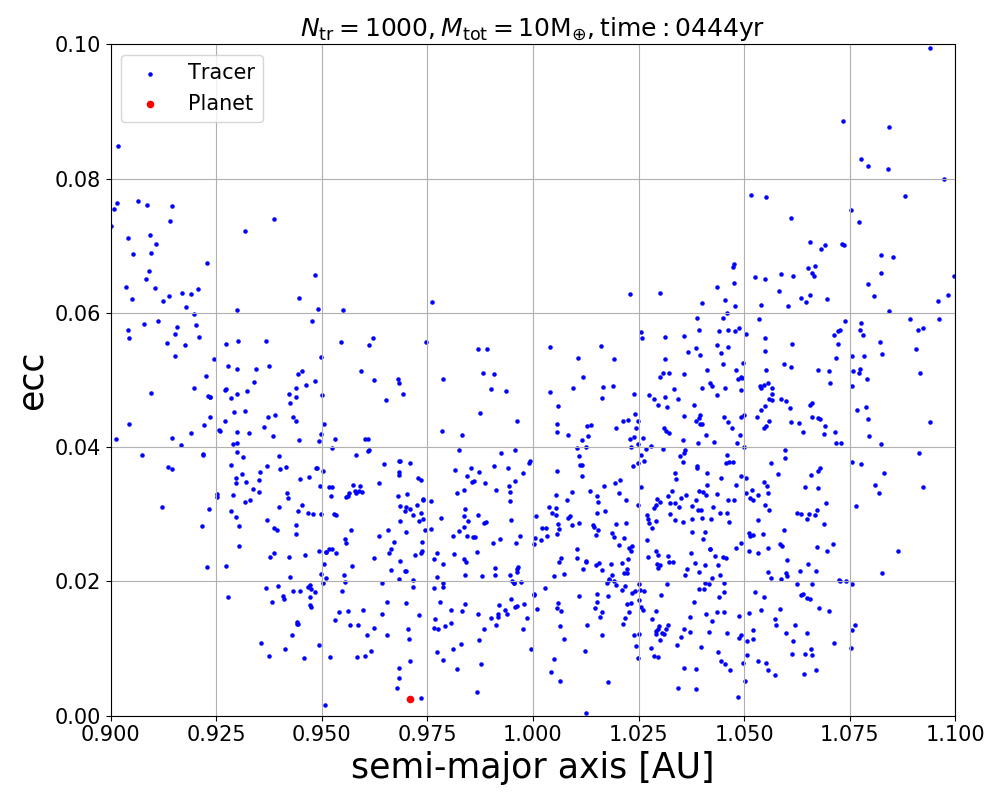 N_tr = 1000, M_tot = 10M_⊕, time : 0444yr
Tracer
Planet
ecc
0.10
0.08
0.06
0.04
0.02
0.00
0.900 0.925 0.950 0.975 1.000 1.025 1.050 1.075 1.100
semi-major axis [AU]